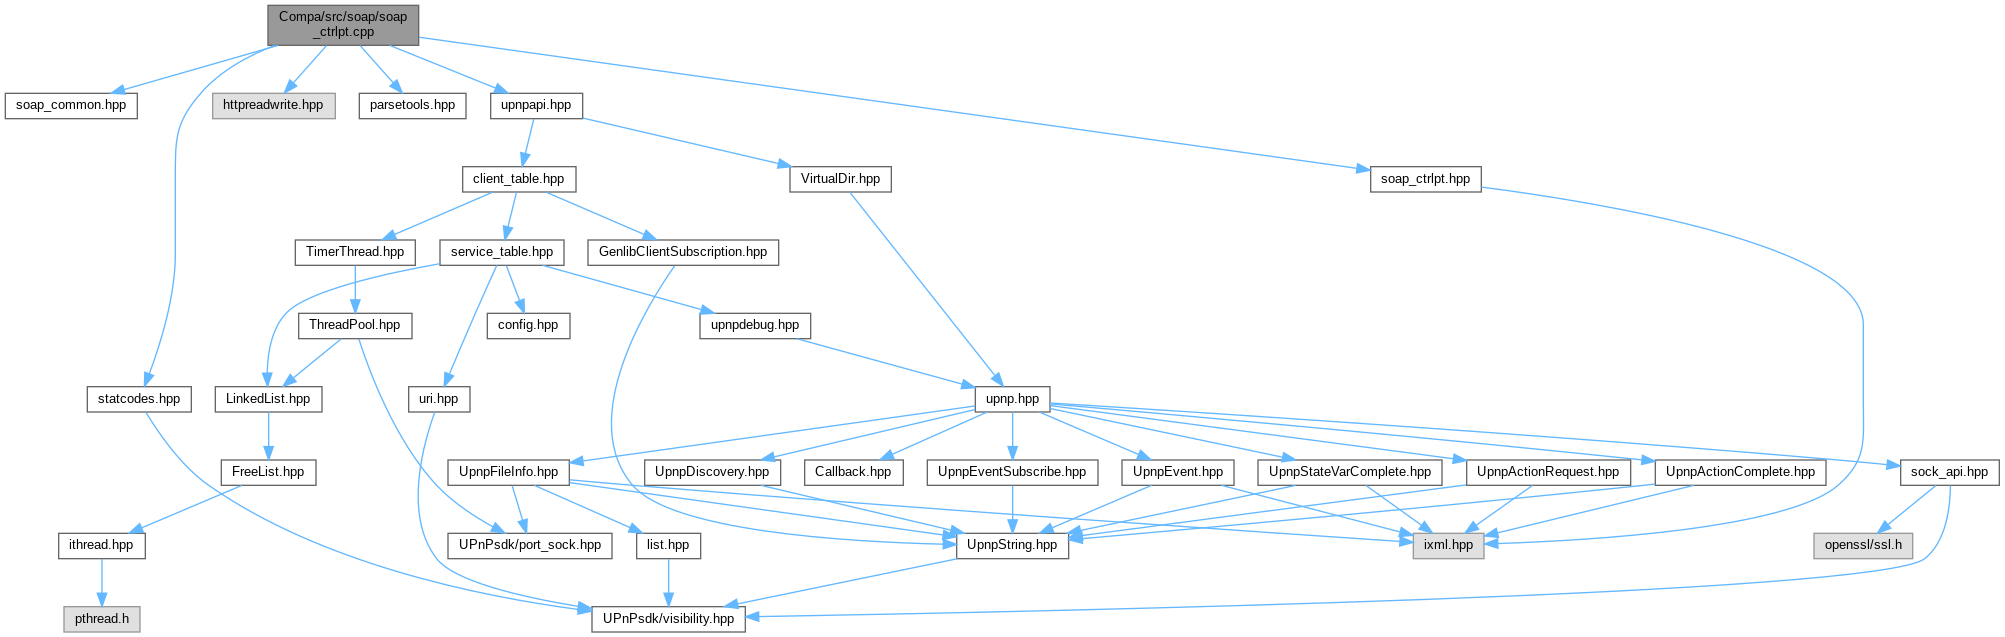 Compa/src/soap/soap
_ctrlpt.cpp
soap_common.hpp
httpreadwrite.hpp
parsetools.hpp
upnpapi.hpp
client_table.hpp
VirtualDir.hpp
soap_ctrlpt.hpp
TimerThread.hpp
service_table.hpp
GenlibClientSubscription.hpp
ThreadPool.hpp
config.hpp
upnpdebug.hpp
statcodes.hpp
LinkedList.hpp
uri.hpp
upnp.hpp
FreeList.hpp
UpnpFileInfo.hpp
UpnpDiscovery.hpp
Callback.hpp
UpnpEventSubscribe.hpp
UpnpEvent.hpp
UpnpStateVarComplete.hpp
UpnpActionRequest.hpp
UpnpActionComplete.hpp
sock_api.hpp
ithread.hpp
UPnPsdk/port_sock.hpp
list.hpp
UpnpString.hpp
ixml.hpp
openssl/ssl.h
pthread.h
UPnPsdk/visibility.hpp